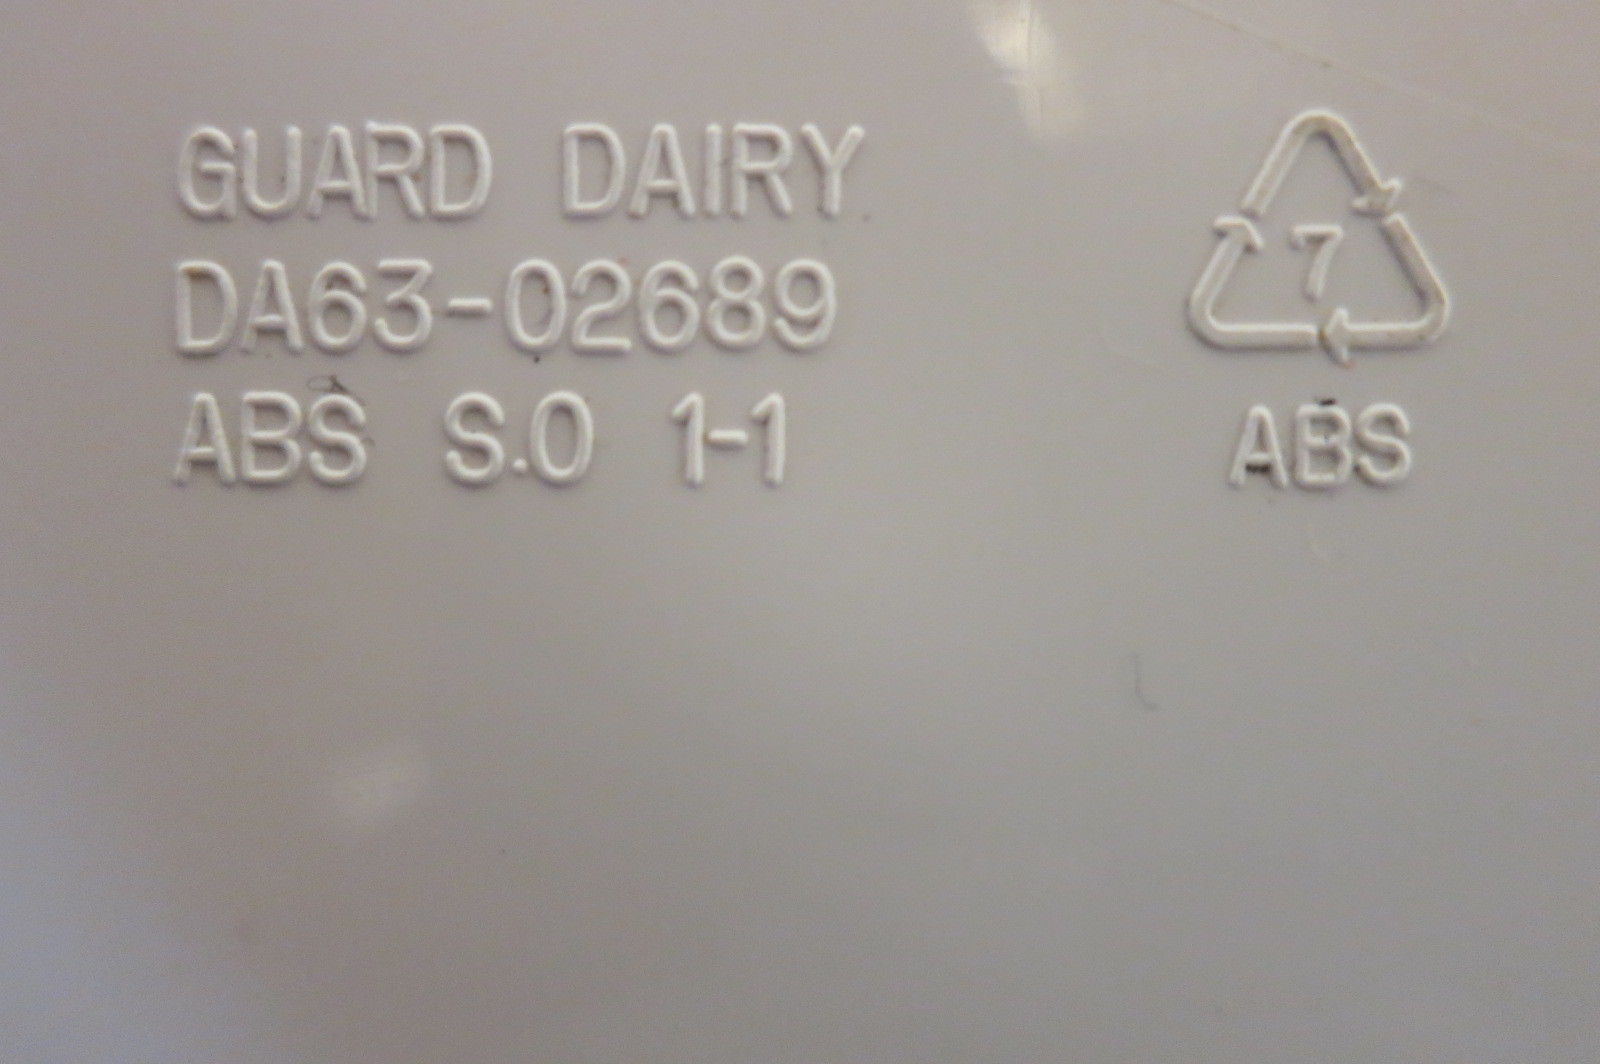 GUARD DAIRY
DA63-02689
ABS S.O 1-1
7
ABS